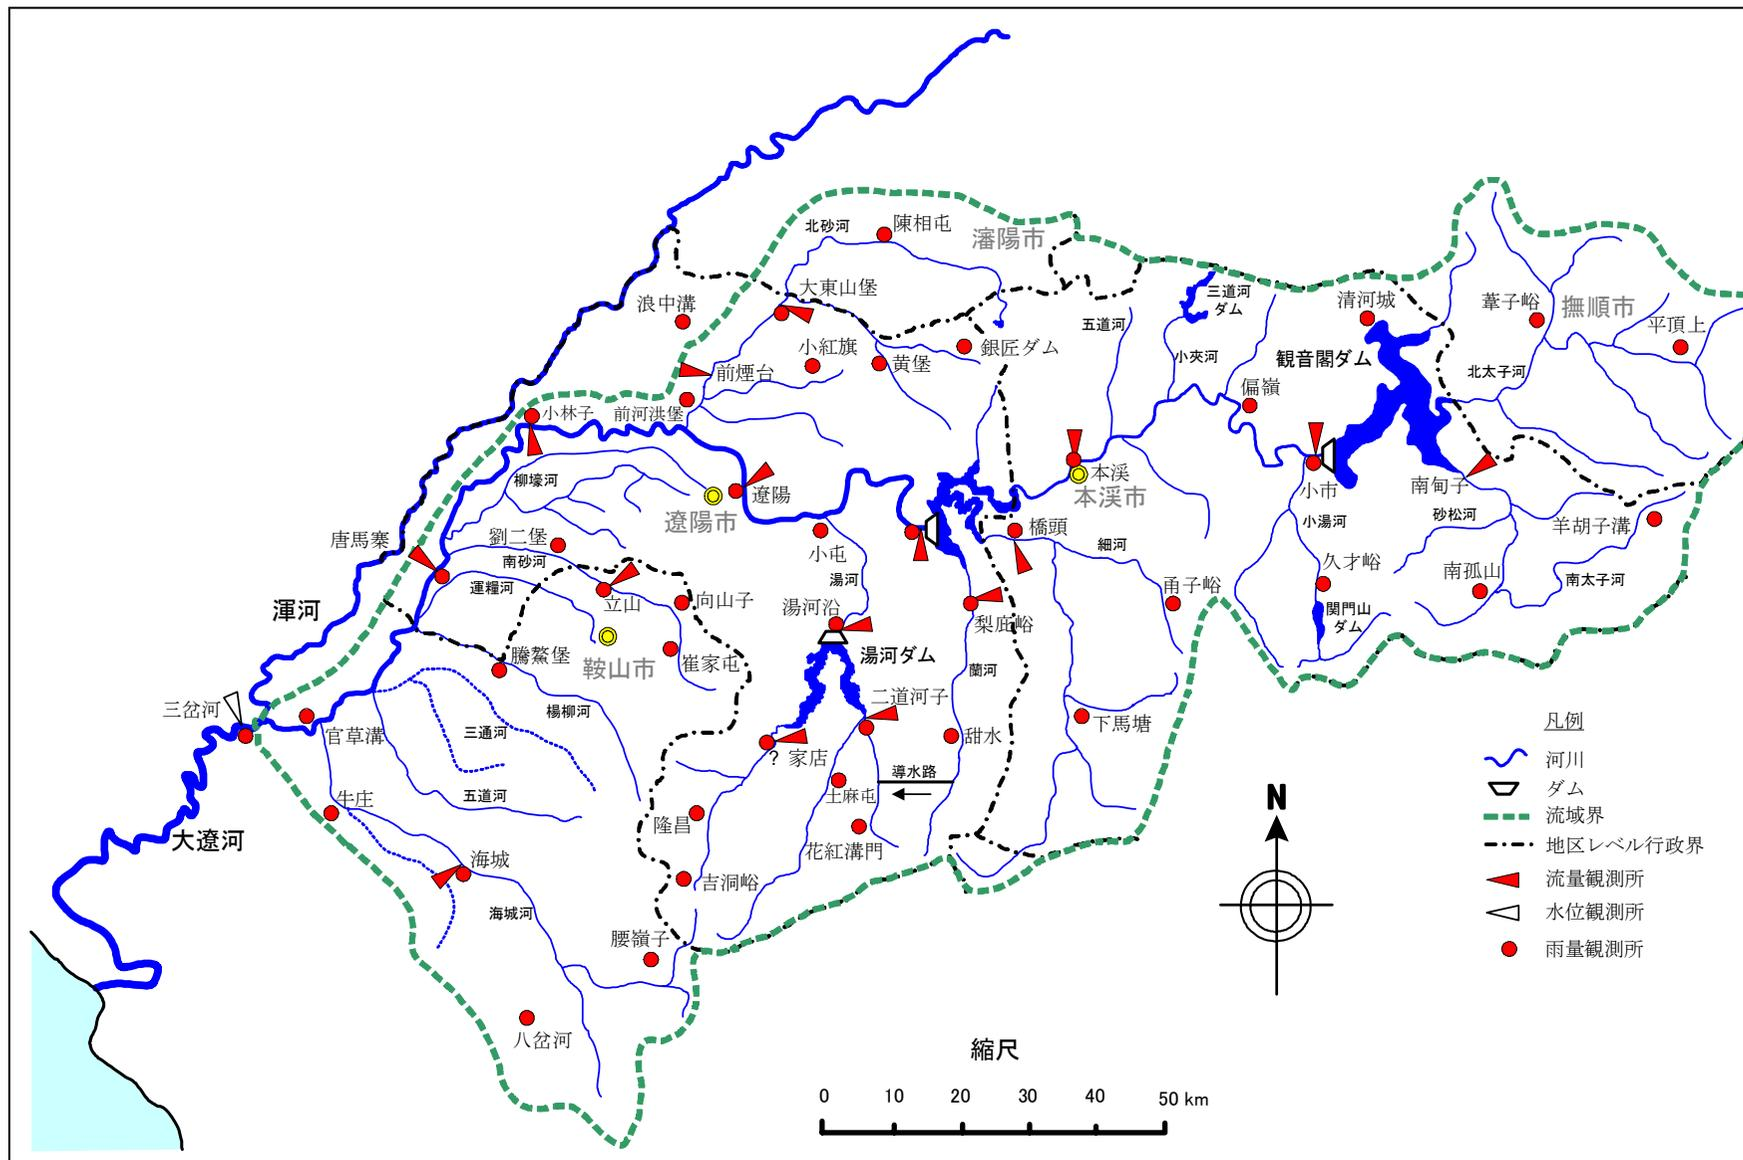 陳相屯
北砂河
瀋陽市
大東山堡
三道河
ダム
清河城
葦子峪
撫順市
浪中溝
五道河
平頂上
小紅旗
銀匠ダム
黄堡
小夾河
観音閣ダム
前煙台
北太子河
偏嶺
小林子
前河洪堡
本渓
柳壕河
遼陽
本渓市
小市
南甸子
遼陽市
小湯河
砂松河
羊胡子溝
唐馬寨
劉二堡
小屯
橋頭
細河
南砂河
久才峪
南孤山
南太子河
運糧河
湯河
甬子峪
立山
向山子
湯河沿
梨庇峪
関門山
ダム
渾河
騰鰲堡
鞍山市
崔家屯
湯河ダム
蘭河
三岔河
楊柳河
二道河子
下馬塘
凡例
官草溝
三通河
甜水
河川
? 家店
導水路
ダム
牛庄
五道河
土麻屯
N
流域界
大遼河
隆昌
地区レベル行政界
花紅溝門
海城
吉洞峪
流量観測所
海城河
水位観測所
腰嶺子
雨量観測所
八岔河
縮尺
0 10 20 30 40 50 km